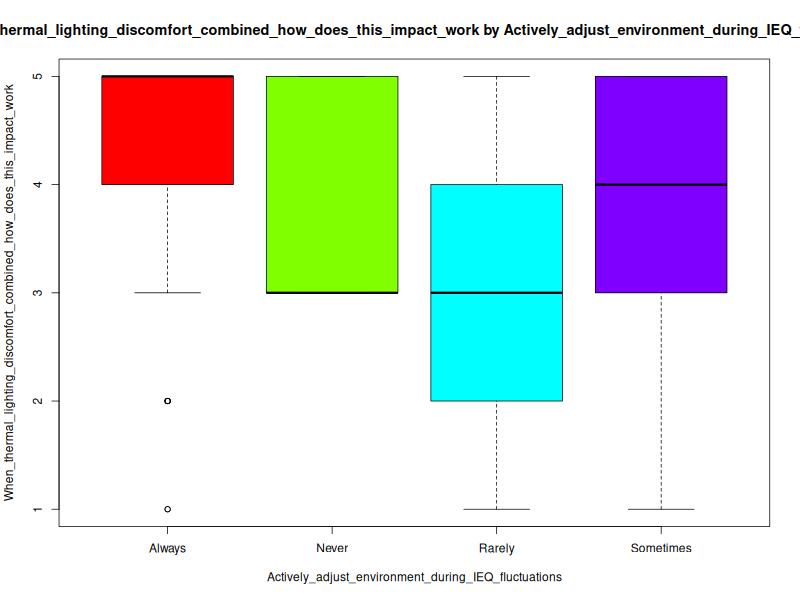 hermal_lighting_discomfort_combined_how_does_this_impact_work by Actively_adjust_environment_during_IEQ_
When_thermal_lighting_discomfort_combined_how_does_this_impact_work
5
4
3
2
1
Always Never Rarely Sometimes
Actively_adjust_environment_during_IEQ_fluctuations